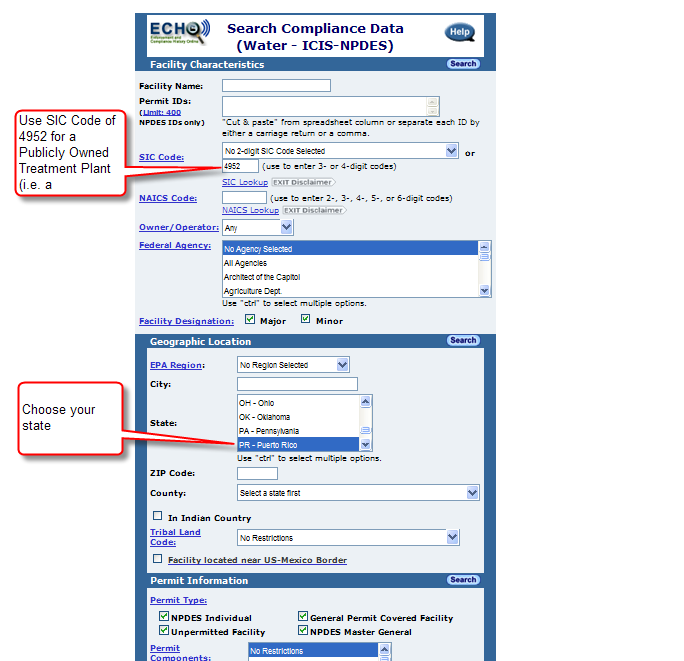 ECHO
Enforcement and
Compliance History Online
Search Compliance Data
(Water - ICIS-NPDES)
Help
Facility Characteristics
Search
Facility Name:
Permit IDs:
(Limit: 400
NPDES IDs only)
"Cut & paste" from spreadsheet column or separate each ID by
either a carriage return or a comma.
Use SIC Code of
4952 for a
Publicly Owned
Treatment Plant
(i.e. a
SIC Code:
No 2-digit SIC Code Selected
or
4952
(use to enter 3- or 4-digit codes)
SIC Lookup EXIT Disclaimer
NAICS Code:
(use to enter 2-, 3-, 4-, 5-, or 6-digit codes)
NAICS Lookup EXIT Disclaimer
Owner/Operator:
Any
Federal Agency:
No Agency Selected
All Agencies
Architect of the Capitol
Agriculture Dept.
Use "ctrl" to select multiple options.
Facility Designation:
Major
Minor
Geographic Location
Search
EPA Region:
No Region Selected
City:
Choose your
state
State:
OH - Ohio
OK - Oklahoma
PA - Pennsylvania
PR - Puerto Rico
Use "ctrl" to select multiple options.
ZIP Code:
County:
Select a state first
In Indian Country
Tribal Land
Code:
No Restrictions
Facility located near US-Mexico Border
Permit Information
Search
Permit Type:
NPDES Individual
General Permit Covered Facility
Unpermitted Facility
NPDES Master General
Permit
Components:
No Restrictions